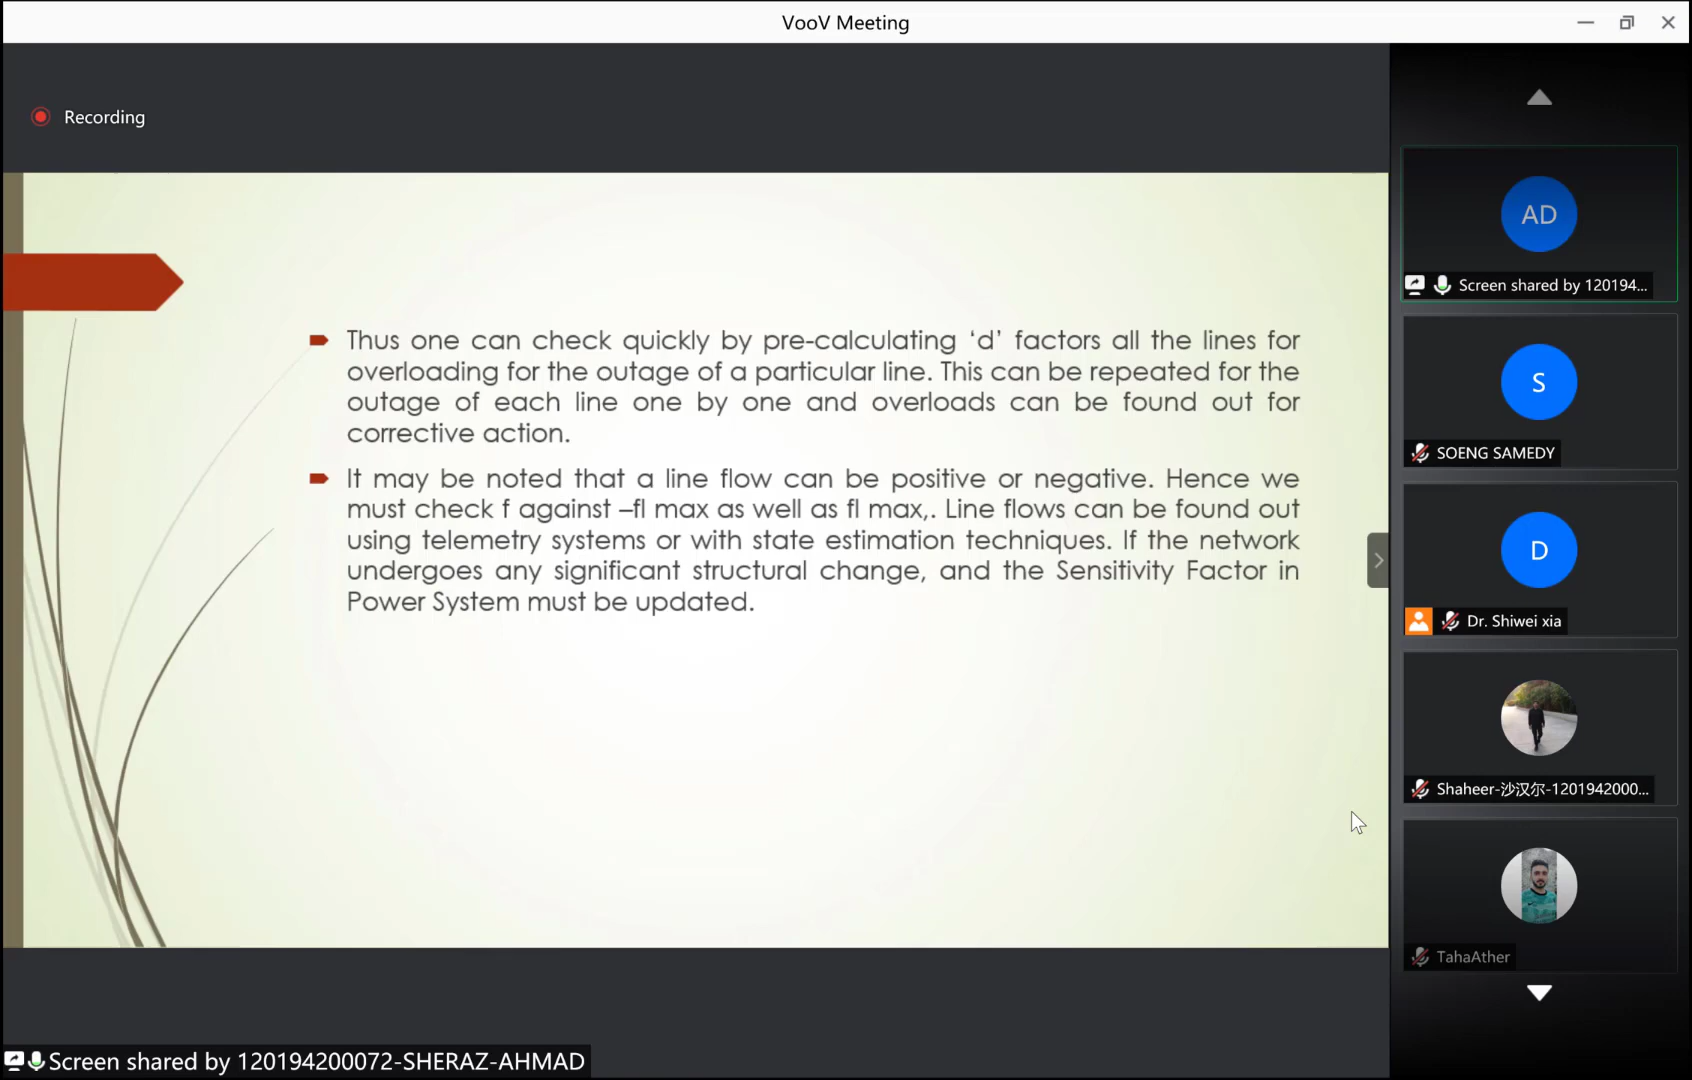 VooV Meeting
Recording
Thus one can check quickly by pre-calculating ‘d’ factors all the lines for
overloading for the outage of a particular line. This can be repeated for the
outage of each line one by one and overloads can be found out for
corrective action.
It may be noted that a line flow can be positive or negative. Hence we
must check f against –fl max as well as fl max,. Line flows can be found out
using telemetry systems or with state estimation techniques. If the network
undergoes any significant structural change, and the Sensitivity Factor in
Power System must be updated.
AD
Screen shared by 120194...
S
SOENG SAMEDY
D
Dr. Shiwei xia
Shaheer-沙汉尔-1201942000...
TahaAther
Screen shared by 120194200072-SHERAZ-AHMAD